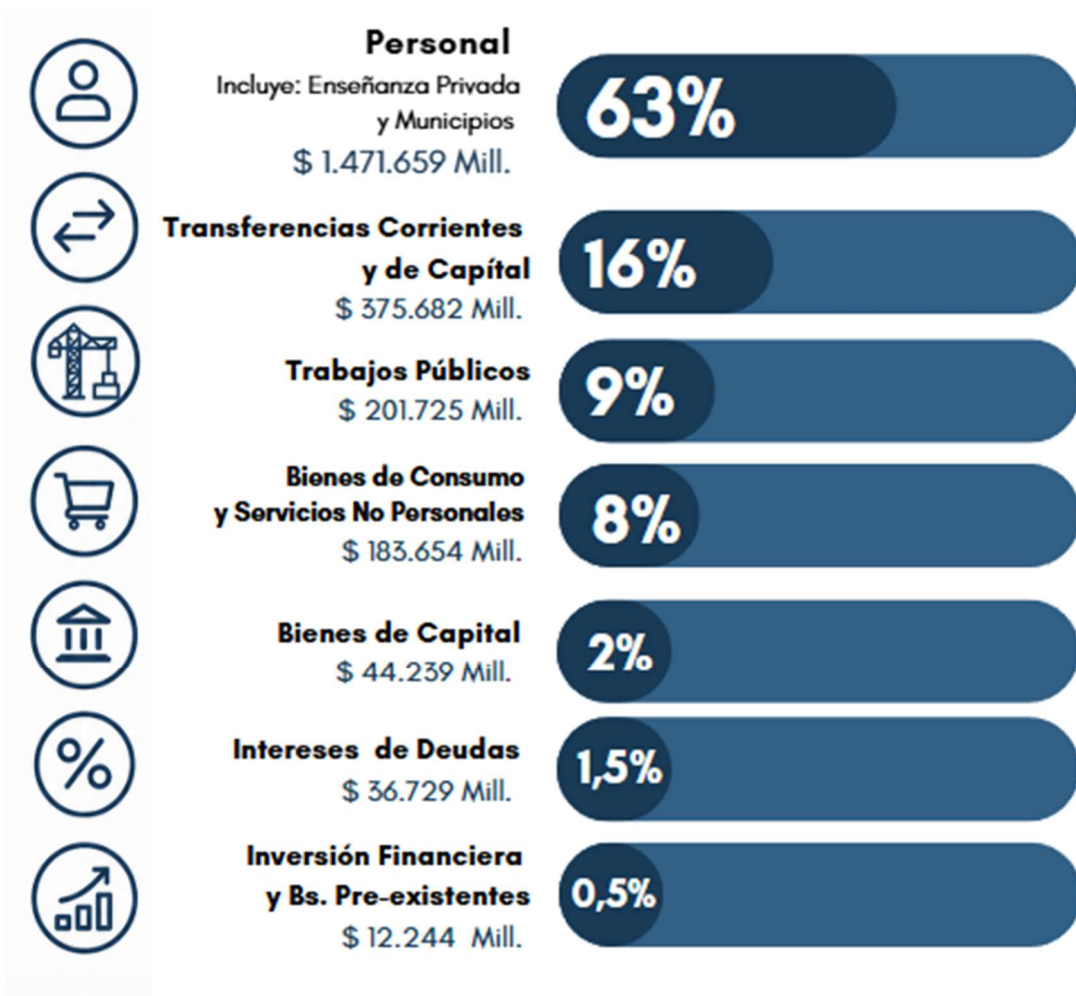 Personal
Incluye: Enseñanza Privada
y Municipios
$ 1.471.659 Mill.
63%
Transferencias Corrientes
y de Capítal
$ 375.682 Mill.
16%
Trabajos Públicos
$ 201.725 Mill.
9%
Bienes de Consumo
y Servicios No Personales
$ 183.654 Mill.
8%
Bienes de Capital
$ 44.239 Mill.
2%
%
Intereses de Deudas
$ 36.729 Mill.
1,5%
Inversión Financiera
y Bs. Pre-existentes
$ 12.244 Mill.
0,5%